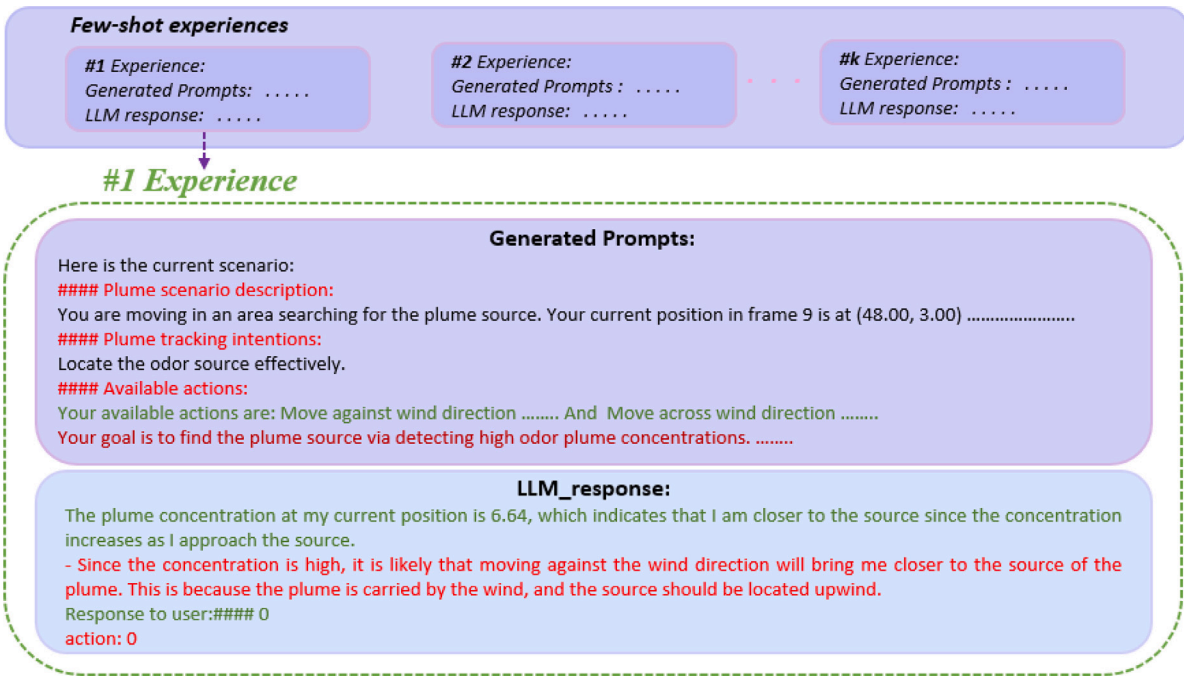 Few-shot experiences
#1 Experience:
Generated Prompts: . . . . .
LLM response: . . . . .
#2 Experience:
Generated Prompts : . . . . .
LLM response: . . . . .
. . .
#k Experience:
Generated Prompts : . . . . .
LLM response: . . . . .
#1 Experience
Generated Prompts:
Here is the current scenario:
#### Plume scenario description:
You are moving in an area searching for the plume source. Your current position in frame 9 is at (48.00, 3.00) ......................
#### Plume tracking intentions:
Locate the odor source effectively.
#### Available actions:
Your available actions are: Move against wind direction ........ And Move across wind direction ........
Your goal is to find the plume source via detecting high odor plume concentrations. ........
LLM_response:
The plume concentration at my current position is 6.64, which indicates that I am closer to the source since the concentration
increases as I approach the source.
- Since the concentration is high, it is likely that moving against the wind direction will bring me closer to the source of the
plume. This is because the plume is carried by the wind, and the source should be located upwind.
Response to user:#### 0
action: 0